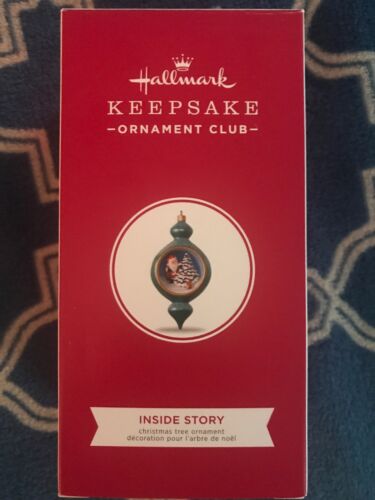 Hallmark
KEEPSAKE
–ORNAMENT CLUB–
INSIDE STORY
christmas tree ornament
décoration pour l'arbre de noël